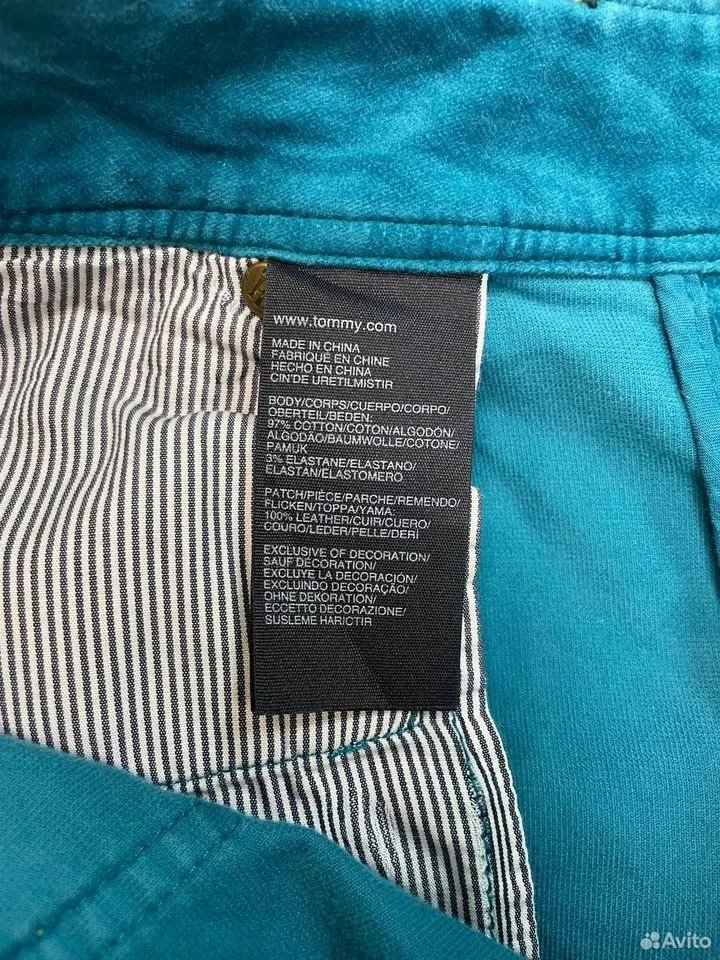 www.tommy.com
MADE IN CHINA
FABRIQUÉ EN CHINE
HECHO EN CHINA
CIN'DE URETILMISTIR
BODY/CORPS/CUERPO/CORPO/
OBERTEIL/BEDEN.
97% COTTON/COTON/ALGODÓN/
ALGODÃO/BAUMWOLLE/COTONE/
PAMUK
3% ELASTANE/ELASTANO/
ELASTAN/ELASTOMERO
PATCH/PIÈCE/PARCHE/REMENDO/
FLICKEN/TOPPA/YAMA:
100% LEATHER/CUIR/CUERO/
COURO/LEDER/PELLE/DERİ
EXCLUSIVE OF DECORATION/
SAUF DÉCORATION/
EXCLUYE LA DECORACIÓN/
EXCLUINDO DECORAÇÃO/
OHNE DEKORATION/
ECCETTO DECORAZIONE/
SUSLEME HARICTIR
Avito